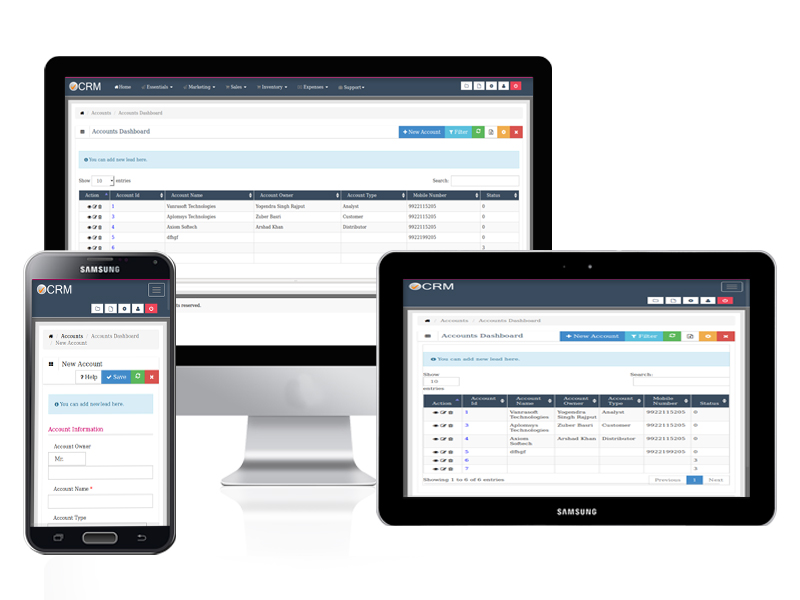 CRM Home Essentials Marketing Sales Inventory Expenses Support
/ Accounts / Accounts Dashboard
Accounts Dashboard New Account Filter
You can add new lead here.
Show 10 entries Search:
Action Account Id Account Name Account Owner Account Type Mobile Number Status
1 Vanrasoft Technologies Yogendra Singh Rajput Analyst 9922115205 0
3 Aplomsys Technologies Zuber Basri Customer 9922115205 0
4 Axiom Softech Arshad Khan Distributor 9922115205 0
5 dfhgf 9922199205 0
6 3
ts reserved.
SAMSUNG
CRM
/ Accounts / Accounts Dashboard
/ New Account
New Account
? Help Save
You can add new lead here.
Account Information
Account Owner
Mr.
Account Name *
Account Type
CRM
/ Accounts / Accounts Dashboard
Accounts Dashboard New Account Filter
You can add new lead here.
Show Search:
10
entries
Action Account Id Account Name Account Owner Account Type Mobile Number Status
1 Vanrasoft Technologies Yogendra Singh Rajput Analyst 9922115205 0
3 Aplomsys Technologies Zuber Basri Customer 9922115205 0
4 Axiom Softech Arshad Khan Distributor 9922115205 0
5 dfhgf 9922199205 0
6 3
7 3
Showing 1 to 6 of 6 entries Previous 1 Next
SAMSUNG